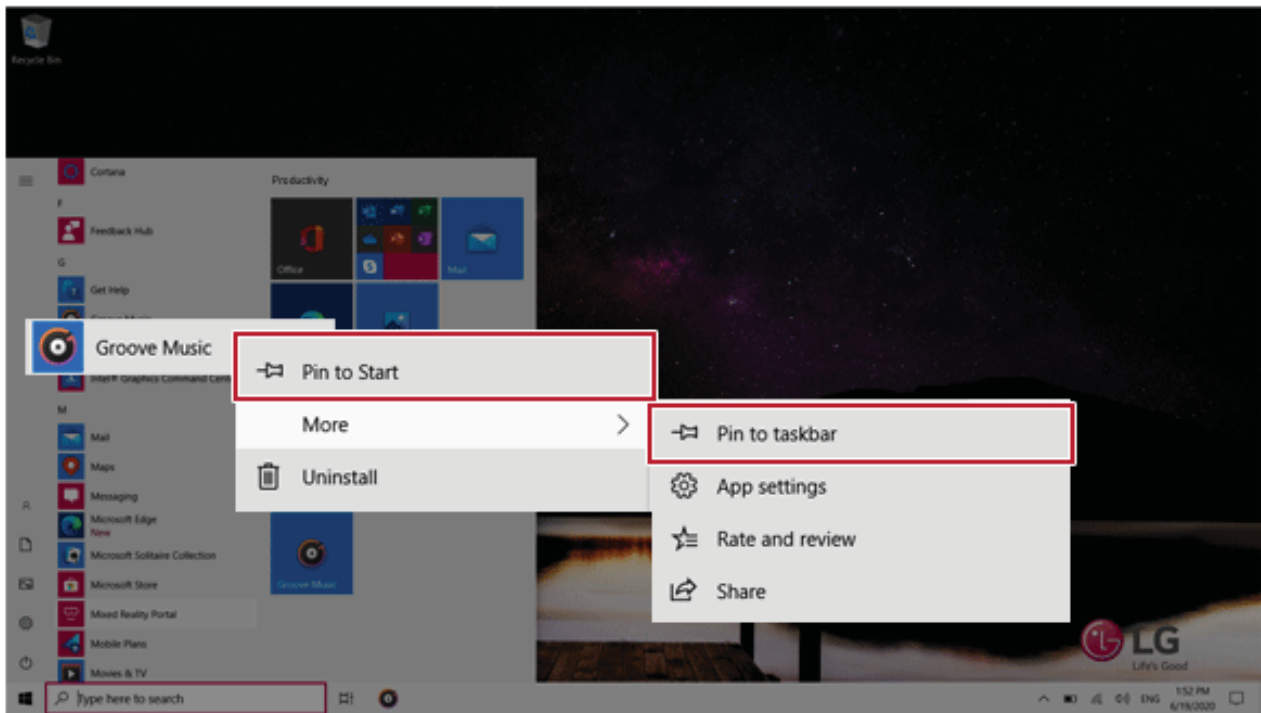 Recycle Bin
Cortana
F
Feedback Hub
G
Get Help
Groove Music
Intel® Graphics Command Cent
M
Mail
Maps
Messaging
Microsoft Edge
New
Microsoft Solitaire Collection
Microsoft Store
Mixed Reality Portal
Mobile Plans
Movies & TV
Productivity
Office
Mail
Groove Music
Groove Music
Pin to Start
More
Uninstall
Pin to taskbar
App settings
Rate and review
Share
LG
Life's Good
Type here to search
ENG
1:52 PM
6/19/2020